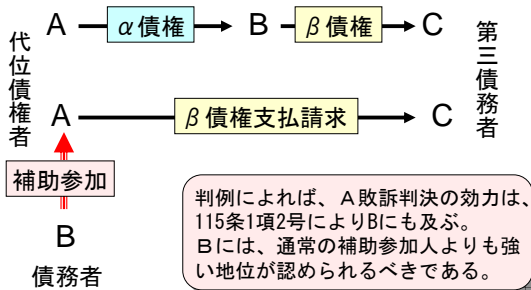 A α債権 B β債権 C
代位債権者
第三債務者
A β債権支払請求 C
補助参加
B
債務者
判例によれば、A敗訴判決の効力は、
115条1項2号によりBにも及ぶ。
Bには、通常の補助参加人よりも強
い地位が認められるべきである。